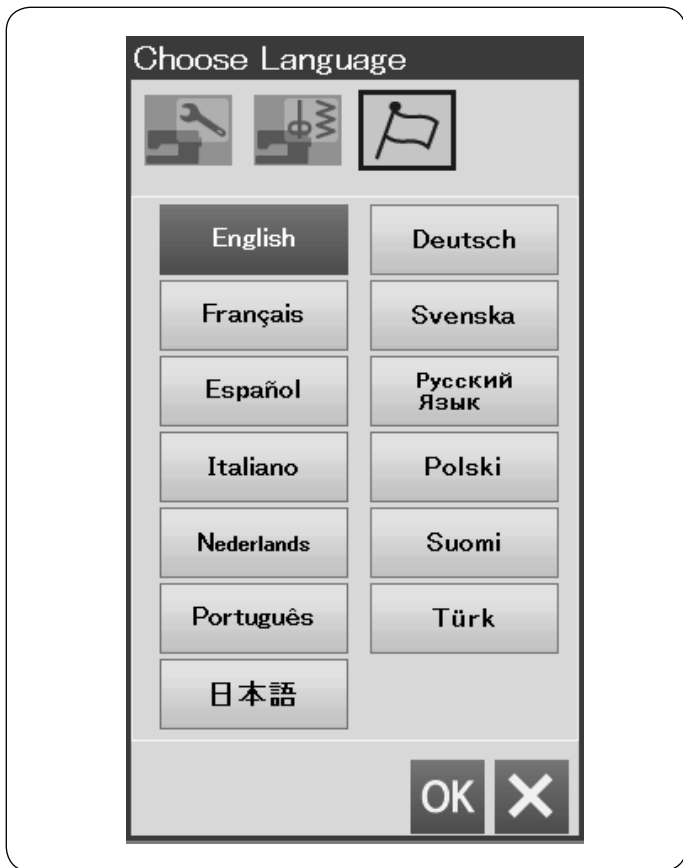 Choose Language
English
Deutsch
Français
Svenska
Español
Русский
Язык
Italiano
Polski
Nederlands
Suomi
Português
Türk
日本語
OK